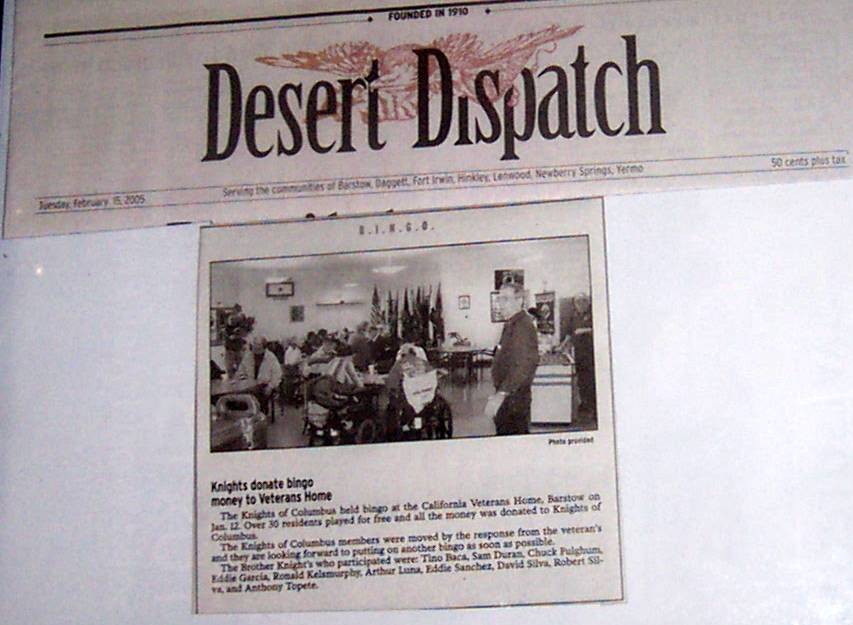 FOUNDED IN 1910
Desert Dispatch
Tuesday, February 15, 2005
Serving the communities of Barstow, Daggett, Fort Irwin, Hinkley, Lenwood, Newberry Springs, Yermo
50 cents plus tax
B.I.N.G.O.
Photo provided
Knights donate bingo
money to Veterans Home
The Knights of Columbus held bingo at the California Veterans Home, Barstow on
Jan. 12. Over 30 residents played for free and all the money was donated to Knights of
Columbus.
The Knights of Columbus members were moved by the response from the veteran's
and they are looking forward to putting on another bingo as soon as possible.
The Brother Knight's who participated were: Tino Baca, Sam Duran, Chuck Fulghum,
Eddie Garcia, Ronald Kelsmurphy, Arthur Luna, Eddie Sanchez, David Silva, Robert Sil-
va, and Anthony Topete.